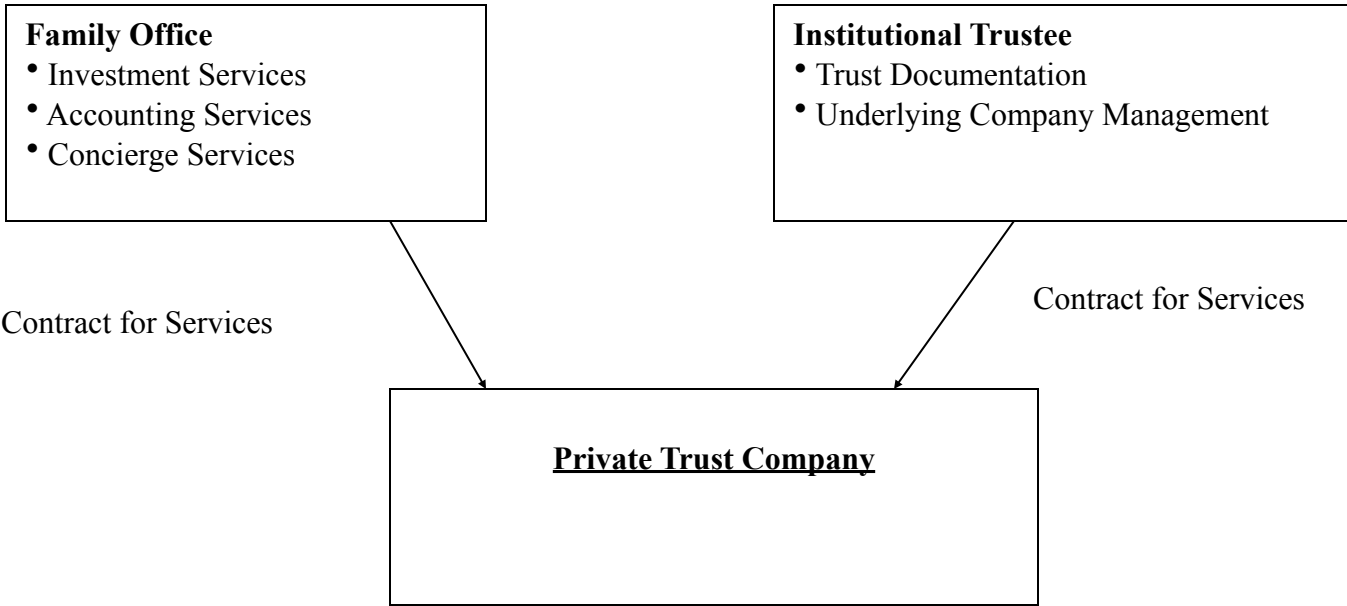 Family Office
• Investment Services
• Accounting Services
• Concierge Services
Institutional Trustee
• Trust Documentation
• Underlying Company Management
Contract for Services
Contract for Services
Private Trust Company